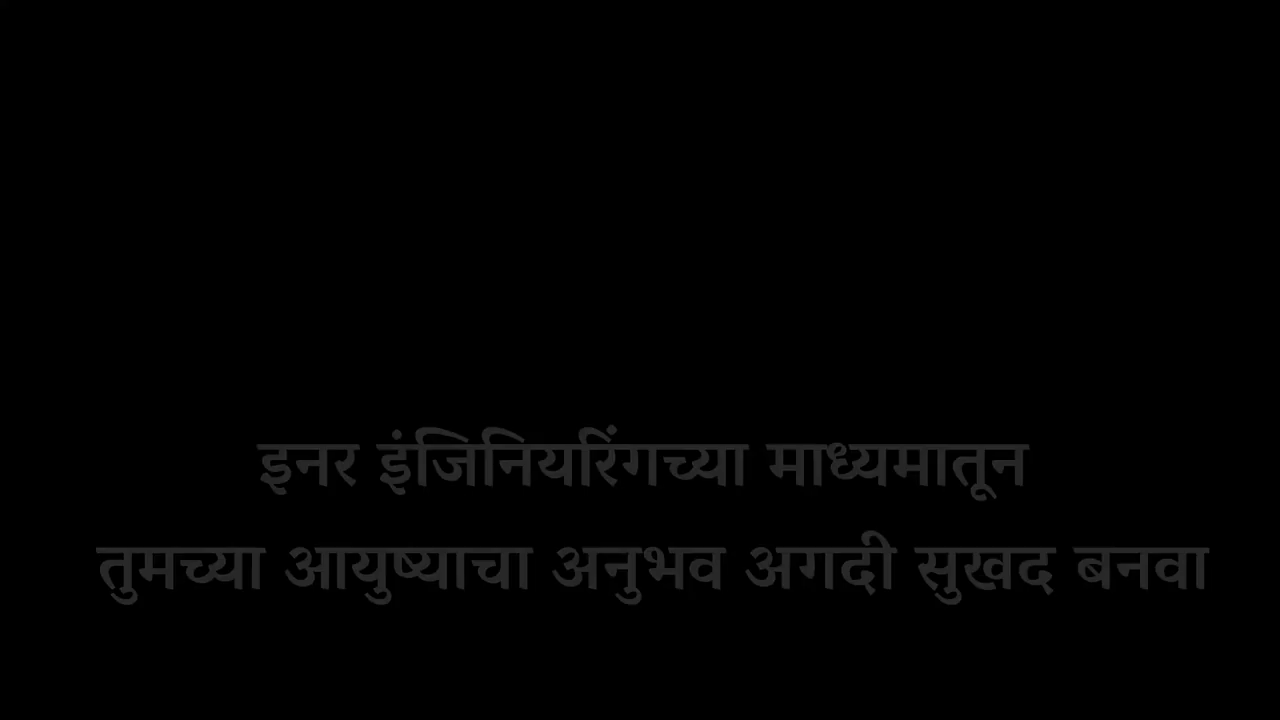 इनर इंजिनियरिंगच्या माध्यमातून
तुमच्या आयुष्याचा अनुभव अगदी सुखद बनवा